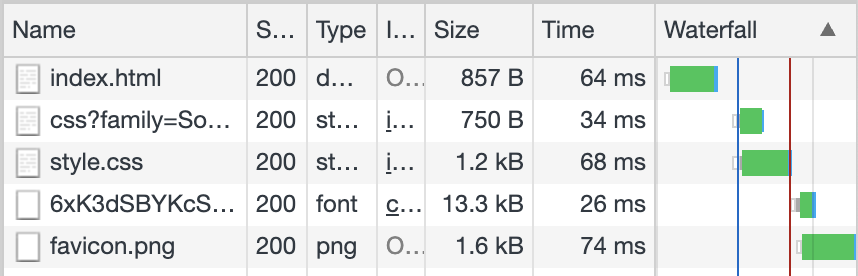 Name S... Type I... Size Time Waterfall ▲
index.html 200 d... O... 857 B 64 ms
css?family=So... 200 st... i... 750 B 34 ms
style.css 200 st... i... 1.2 kB 68 ms
6xK3dSBYKcS... 200 font c... 13.3 kB 26 ms
favicon.png 200 png O... 1.6 kB 74 ms